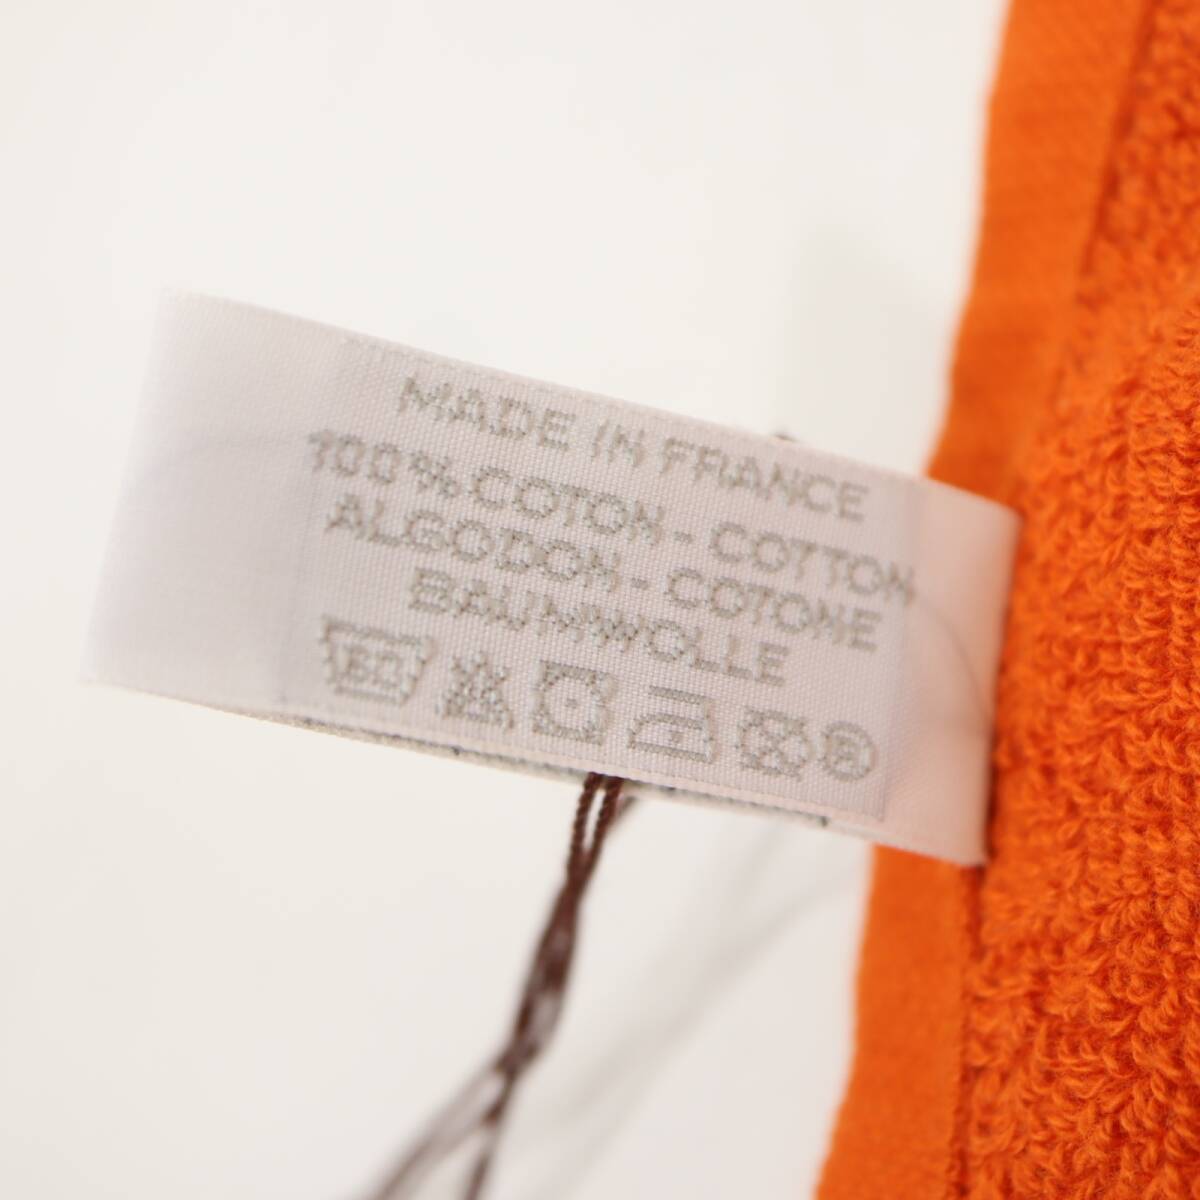 MADE IN FRANCE
100% COTON - COTTON
ALGODON - COTONE
BAUMWOLLE